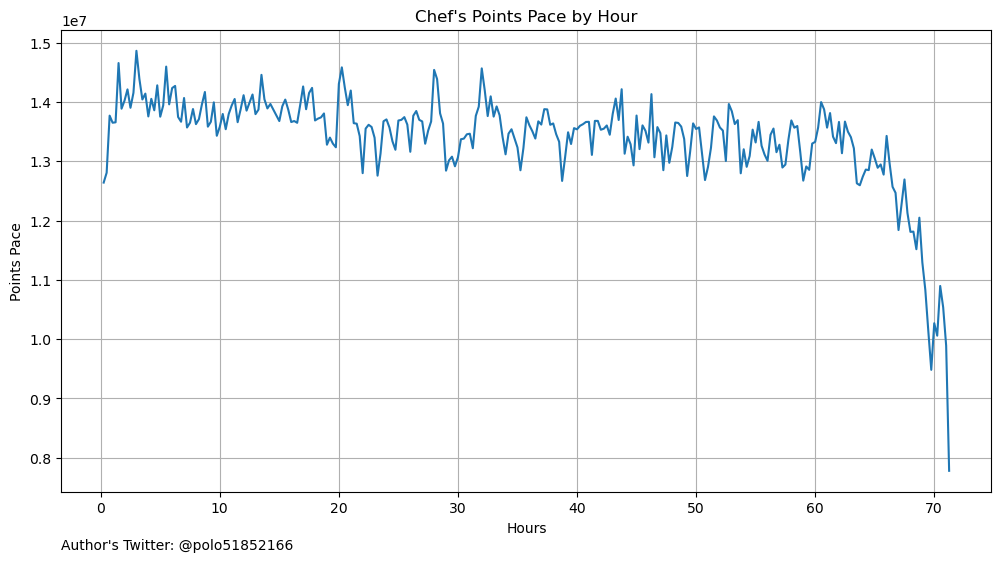 Chef's Points Pace by Hour
1e7
1.5
1.4
1.3
1.2
1.1
1.0
0.9
0.8
Points Pace
0 10 20 30 40 50 60 70
Hours
Author's Twitter: @polo51852166